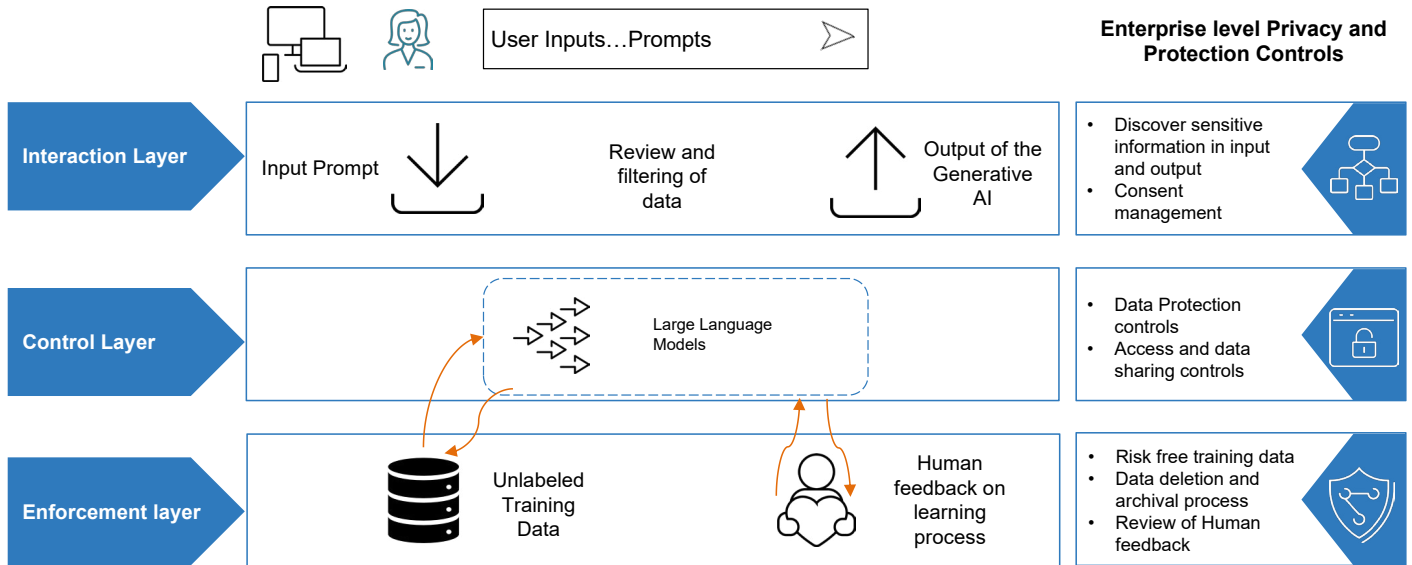 User Inputs…Prompts
Enterprise level Privacy and
Protection Controls
Interaction Layer
Input Prompt
Review and
filtering of
data
Output of the
Generative
AI
• Discover sensitive
information in input
and output
• Consent
management
Control Layer
Large Language
Models
• Data Protection
controls
• Access and data
sharing controls
Enforcement layer
Unlabeled
Training
Data
Human
feedback on
learning
process
• Risk free training data
• Data deletion and
archival process
• Review of Human
feedback